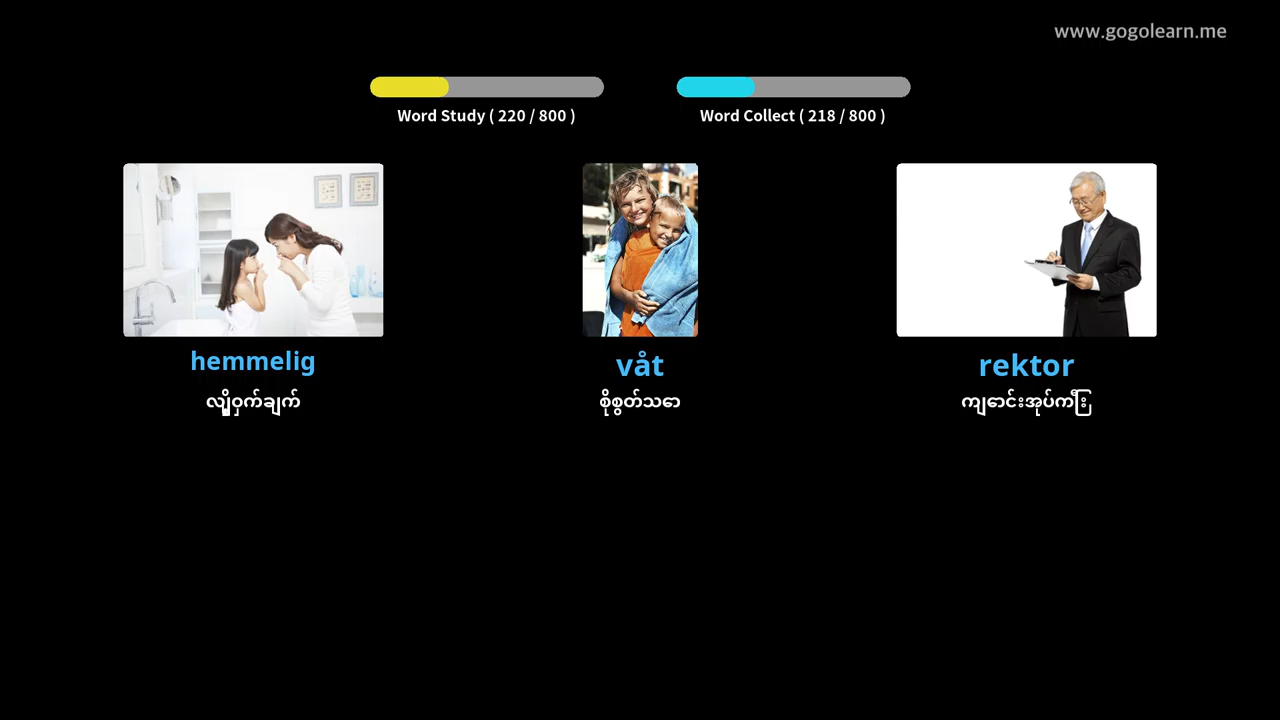 www.gogolearn.me
Word Study ( 220 / 800 )
Word Collect ( 218 / 800 )
hemmelig
våt
rektor
လျှို့ဝှက်ချက်
စိုစွတ်သော
ကျောင်းအုပ်ကြီး